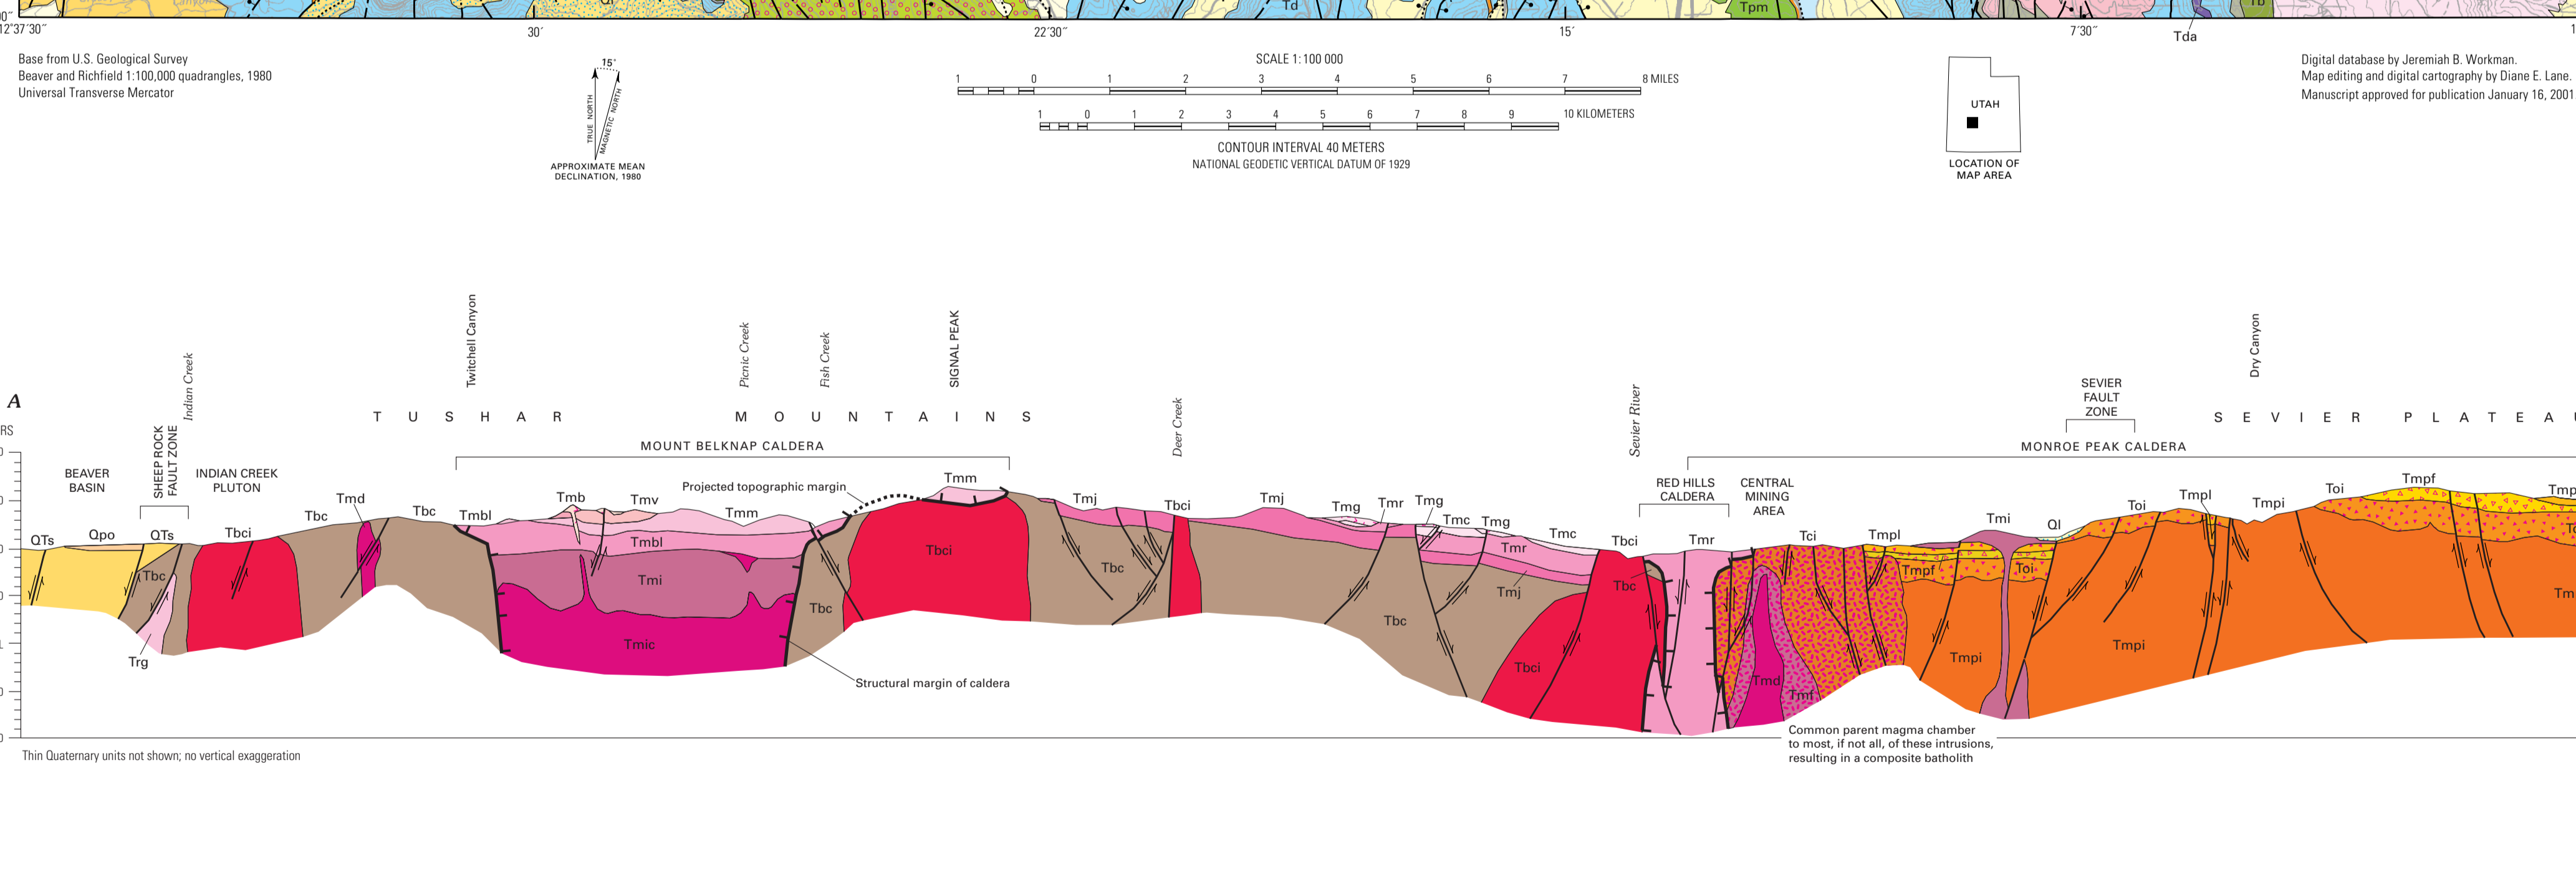 Td
Tpm
Tb
00"
12°37'30"
30'
22'30"
15'
7'30"
Tda
Base from U.S. Geological Survey
Beaver and Richfield 1:100,000 quadrangles, 1980
Universal Transverse Mercator
15°
TRUE NORTH
MAGNETIC NORTH
APPROXIMATE MEAN
DECLINATION, 1980
SCALE 1:100 000
1 0 1 2 3 4 5 6 7 8 MILES
1 0 1 2 3 4 5 6 7 8 9 10 KILOMETERS
CONTOUR INTERVAL 40 METERS
NATIONAL GEODETIC VERTICAL DATUM OF 1929
UTAH
LOCATION OF
MAP AREA
Digital database by Jeremiah B. Workman.
Map editing and digital cartography by Diane E. Lane.
Manuscript approved for publication January 16, 2001
A
RS
BEAVER
BASIN
SHEEP ROCK
FAULT ZONE
Indian Creek
INDIAN CREEK
PLUTON
Twitchell Canyon
Picnic Creek
Fish Creek
SIGNAL PEAK
TUSHAR MOUNTAINS
MOUNT BELKNAP CALDERA
Deer Creek
Sevier River
RED HILLS
CALDERA
CENTRAL
MINING
AREA
MONROE PEAK CALDERA
SEVIER
FAULT
ZONE
Dry Canyon
SEVIER PLATEAU
Projected topographic margin
Structural margin of caldera
QTs
Qpo
QTs
Tbc
Trg
Tbci
Tbc
Tmd
Tbc
Tmbl
Tmb
Tmv
Tmm
Tmbl
Tmi
Tmic
Tbc
Tmm
Tbci
Tmj
Tbc
Tbci
Tmj
Tmg
Tmr
Tmg
Tmc
Tmg
Tmc
Tmr
Tmj
Tbc
Tbci
Tbci
Tbc
Tmr
Tmd
Tmf
Tci
Tmpl
Tmpf
Tmpi
Tmi
Toi
Ql
Toi
Tmpl
Tmpi
Tmpi
Toi
Tmpf
Tmp
Tm
Common parent magma chamber
to most, if not all, of these intrusions,
resulting in a composite batholith
Thin Quaternary units not shown; no vertical exaggeration